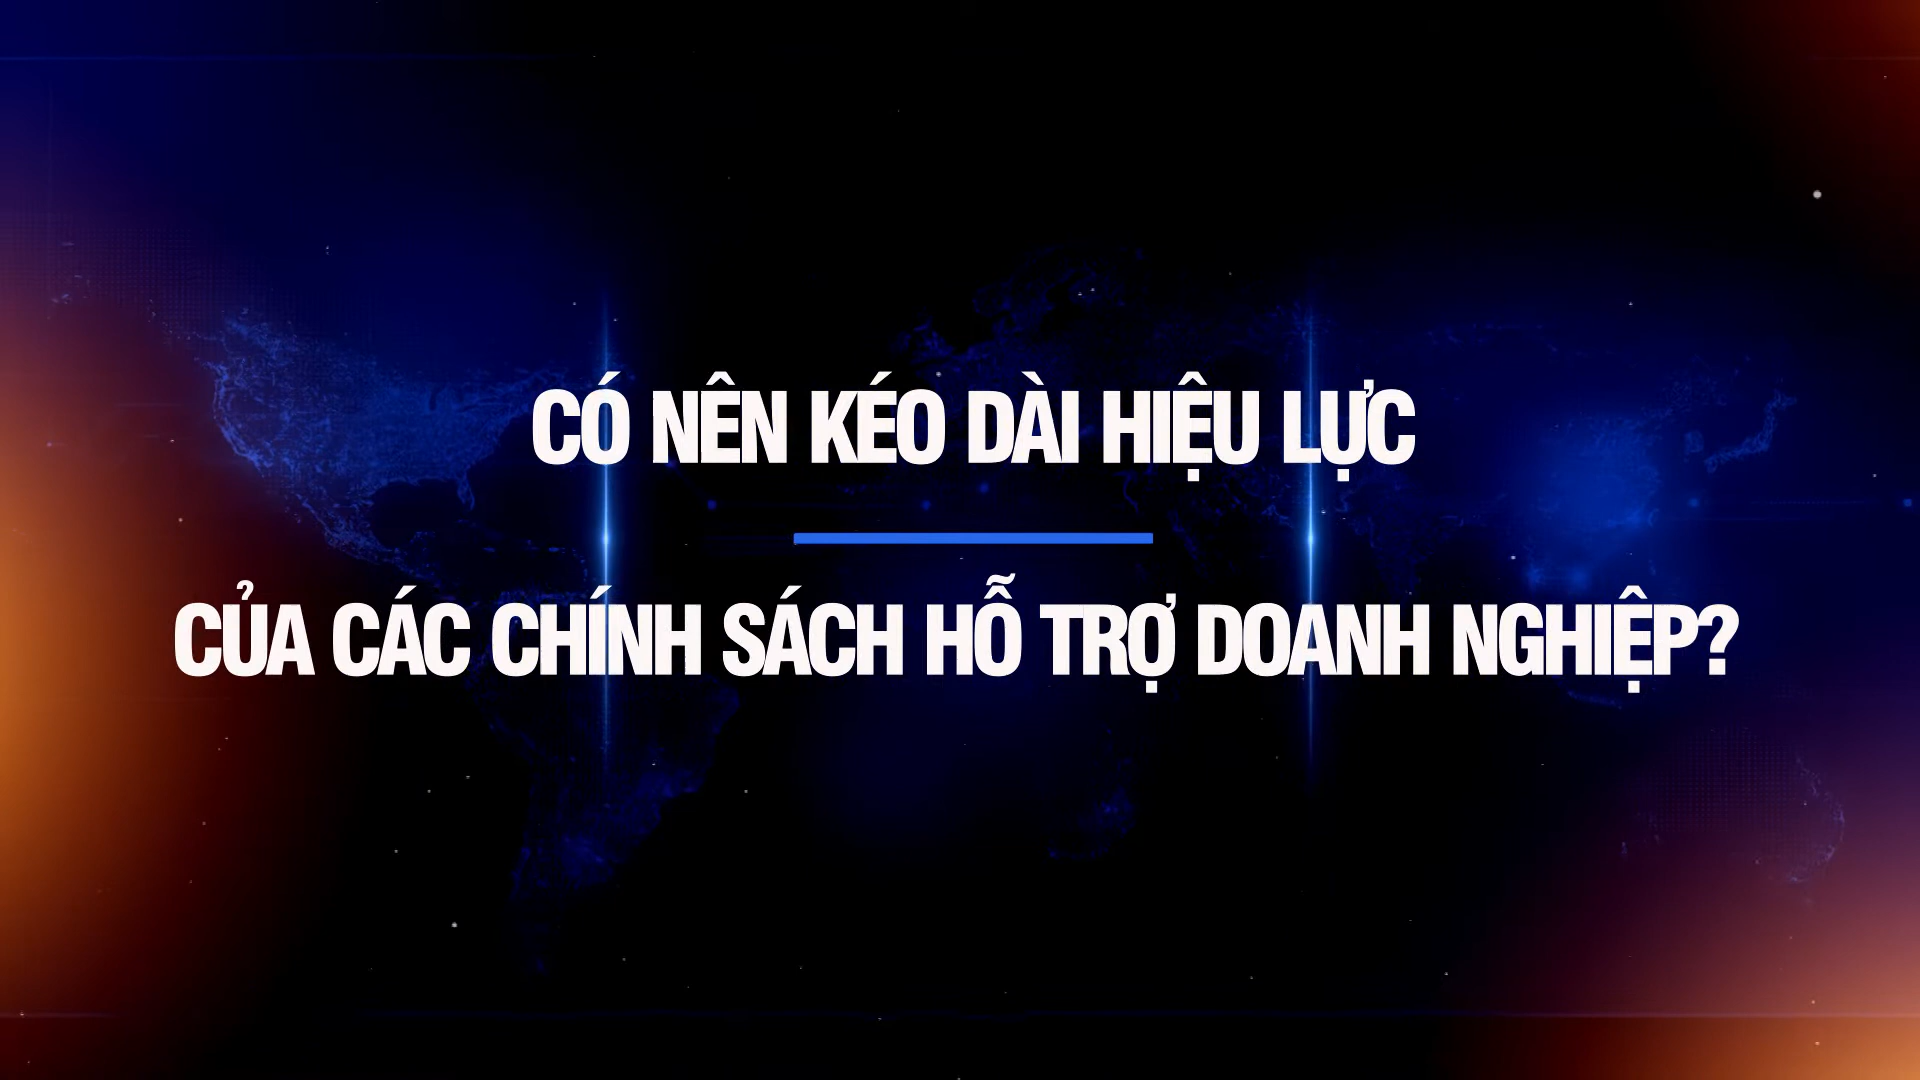 CÓ NÊN KÉO DÀI HIỆU LỰC
CỦA CÁC CHÍNH SÁCH HỖ TRỢ DOANH NGHIỆP?